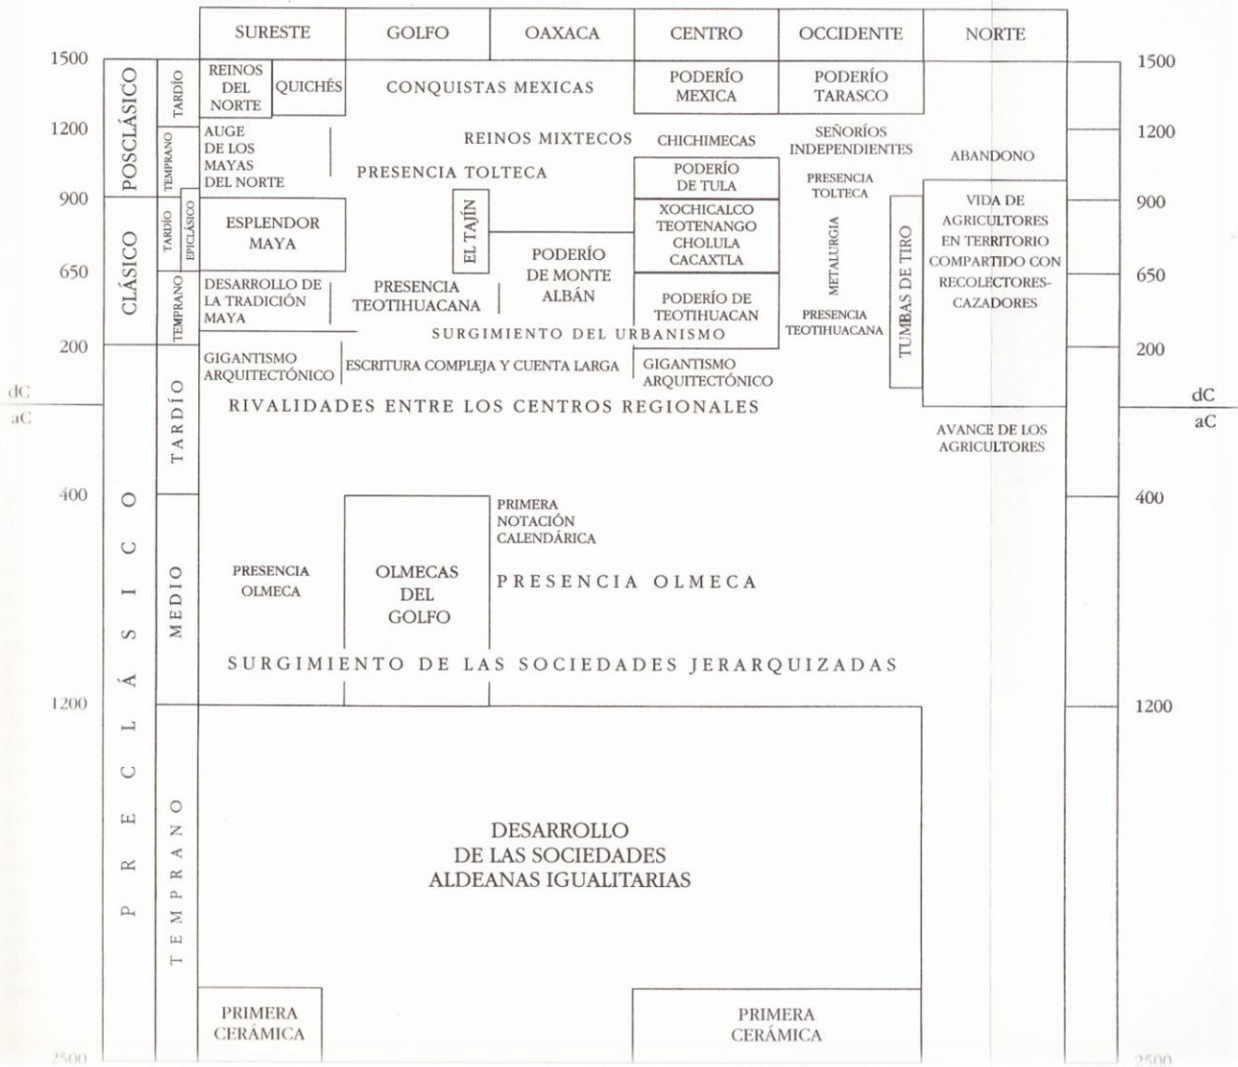 SURESTE
GOLFO
OAXACA
CENTRO
OCCIDENTE
NORTE
1500
1200
900
650
200
dC
aC
400
1200
2500
POSCLÁSICO
CLÁSICO
PRECLÁSICO
TARDÍO
TEMPRANO
TARDÍO
EPICLÁSICO
TEMPRANO
TARDÍO
MEDIO
TEMPRANO
REINOS
DEL
NORTE
QUICHÉS
CONQUISTAS MEXICAS
PODERÍO
MEXICA
PODERÍO
TARASCO
AUGE
DE LOS
MAYAS
DEL NORTE
REINOS MIXTECOS
CHICHIMECAS
SEÑORÍOS
INDEPENDIENTES
ABANDONO
PRESENCIA TOLTECA
PODERÍO
DE TULA
PRESENCIA
TOLTECA
ESPLENDOR
MAYA
EL TAJÍN
XOCHICALCO
TEOTENANGO
CHOLULA
CACAXTLA
METALURGIA
TUMBAS DE TIRO
VIDA DE
AGRICULTORES
EN TERRITORIO
COMPARTIDO CON
RECOLECTORES-
CAZADORES
PODERÍO
DE MONTE
ALBÁN
DESARROLLO DE
LA TRADICIÓN
MAYA
PRESENCIA
TEOTIHUACANA
PODERÍO DE
TEOTIHUACAN
PRESENCIA
TEOTIHUACANA
SURGIMIENTO DEL URBANISMO
GIGANTISMO
ARQUITECTÓNICO
ESCRITURA COMPLEJA Y CUENTA LARGA
GIGANTISMO
ARQUITECTÓNICO
RIVALIDADES ENTRE LOS CENTROS REGIONALES
AVANCE DE LOS
AGRICULTORES
PRIMERA
NOTACIÓN
CALENDÁRICA
PRESENCIA
OLMECA
OLMECAS
DEL
GOLFO
PRESENCIA OLMECA
SURGIMIENTO DE LAS SOCIEDADES JERARQUIZADAS
DESARROLLO
DE LAS SOCIEDADES
ALDEANAS IGUALITARIAS
PRIMERA
CERÁMICA
PRIMERA
CERÁMICA
1500
1200
900
650
200
dC
aC
400
1200
2500